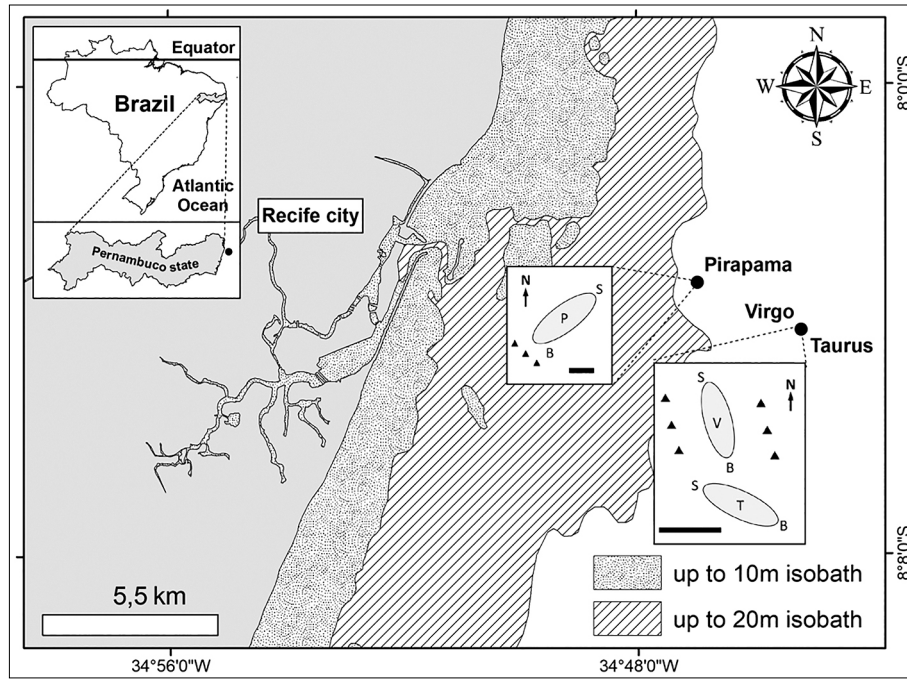 Equator
Brazil
Atlantic
Ocean
Pernambuco state
Recife city
N
W
E
S
8°0'0"S
Pirapama
Virgo
Taurus
N
S
P
B
S
N
V
B
S
T
B
8°8'0"S
up to 10m isobath
up to 20m isobath
5,5 km
34°56'0"W
34°48'0"W